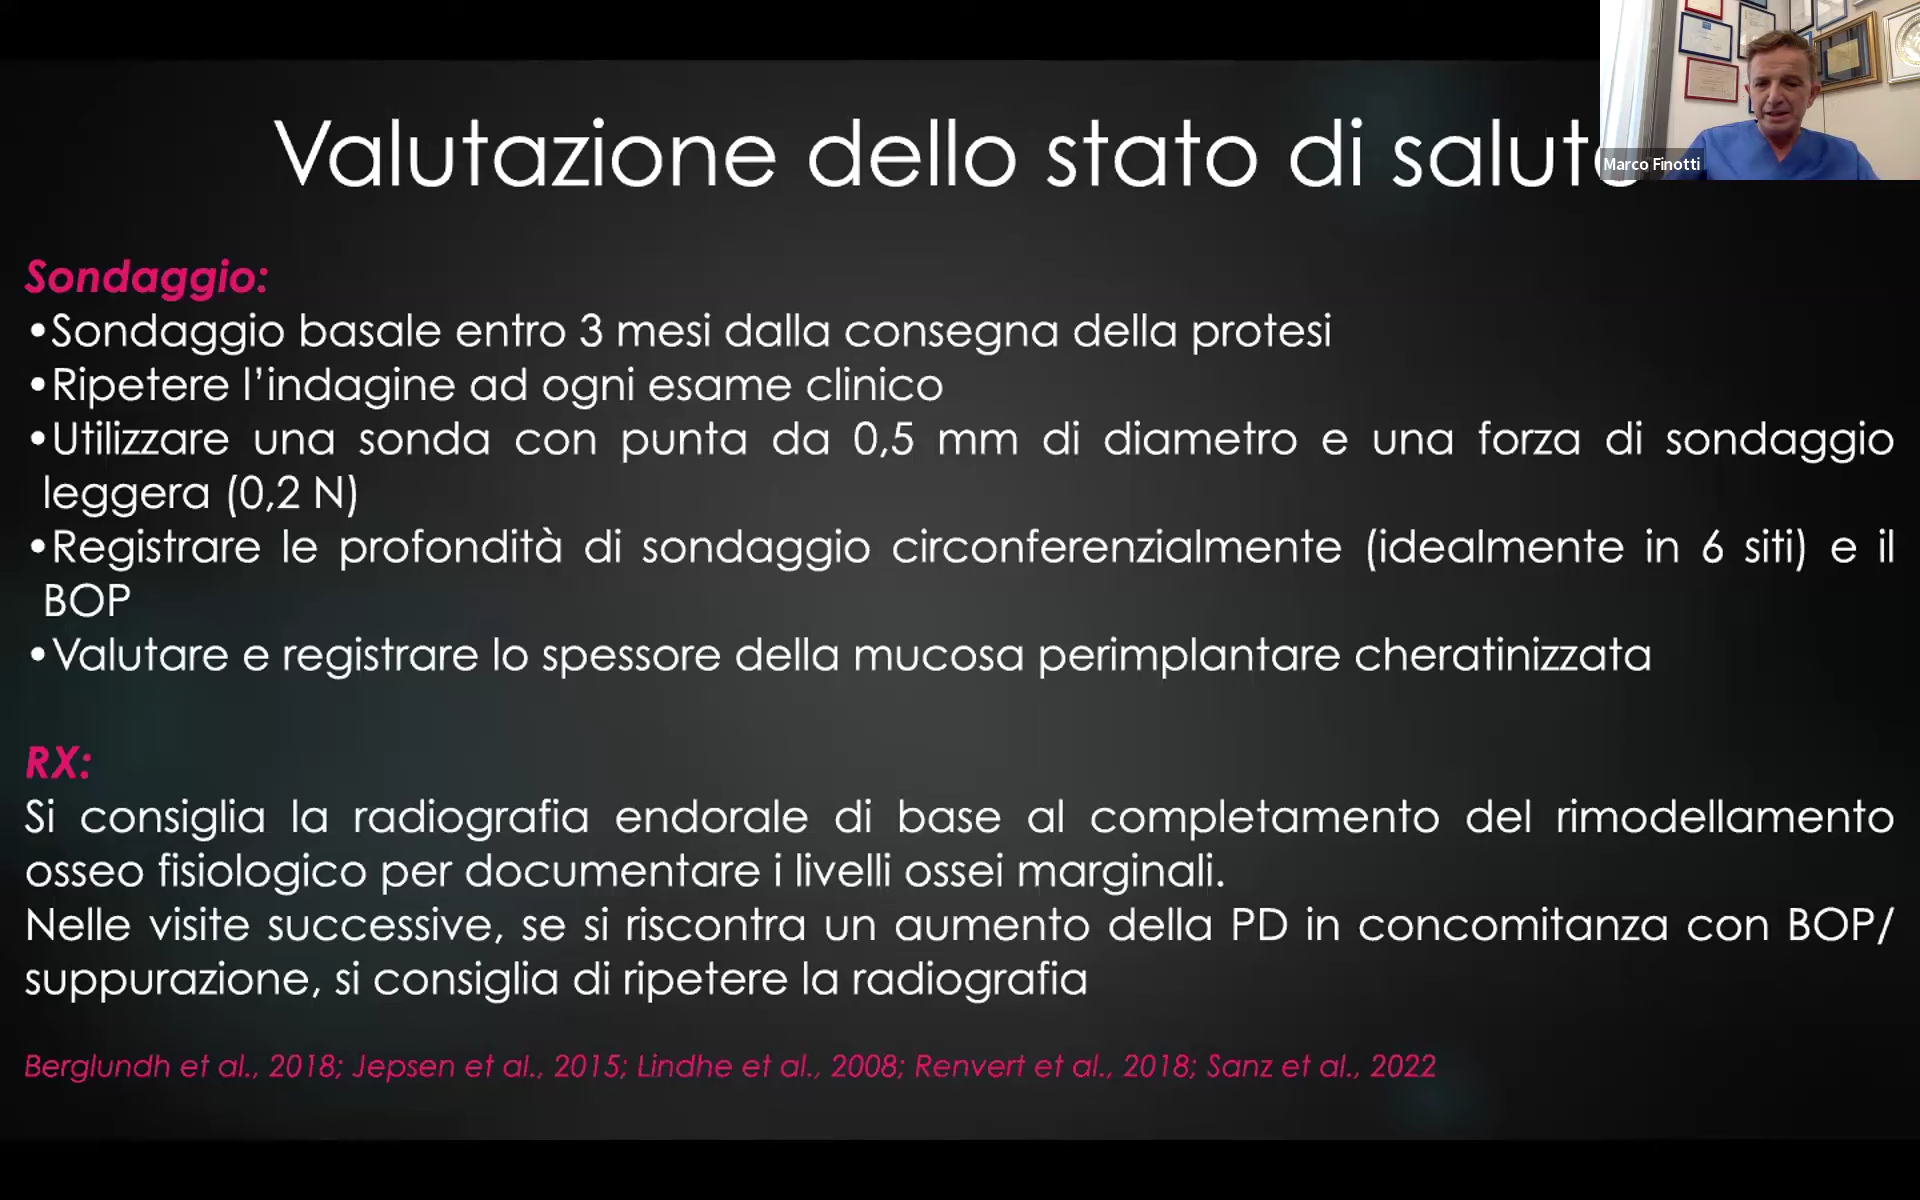 Valutazione dello stato di salute
Marco Finotti
Sondaggio:
•Sondaggio basale entro 3 mesi dalla consegna della protesi
•Ripetere l’indagine ad ogni esame clinico
•Utilizzare una sonda con punta da 0,5 mm di diametro e una forza di sondaggio
leggera (0,2 N)
•Registrare le profondità di sondaggio circonferenzialmente (idealmente in 6 siti) e il
BOP
•Valutare e registrare lo spessore della mucosa perimplantare cheratinizzata
RX:
Si consiglia la radiografia endorale di base al completamento del rimodellamento
osseo fisiologico per documentare i livelli ossei marginali.
Nelle visite successive, se si riscontra un aumento della PD in concomitanza con BOP/
suppurazione, si consiglia di ripetere la radiografia
Berglundh et al., 2018; Jepsen et al., 2015; Lindhe et al., 2008; Renvert et al., 2018; Sanz et al., 2022